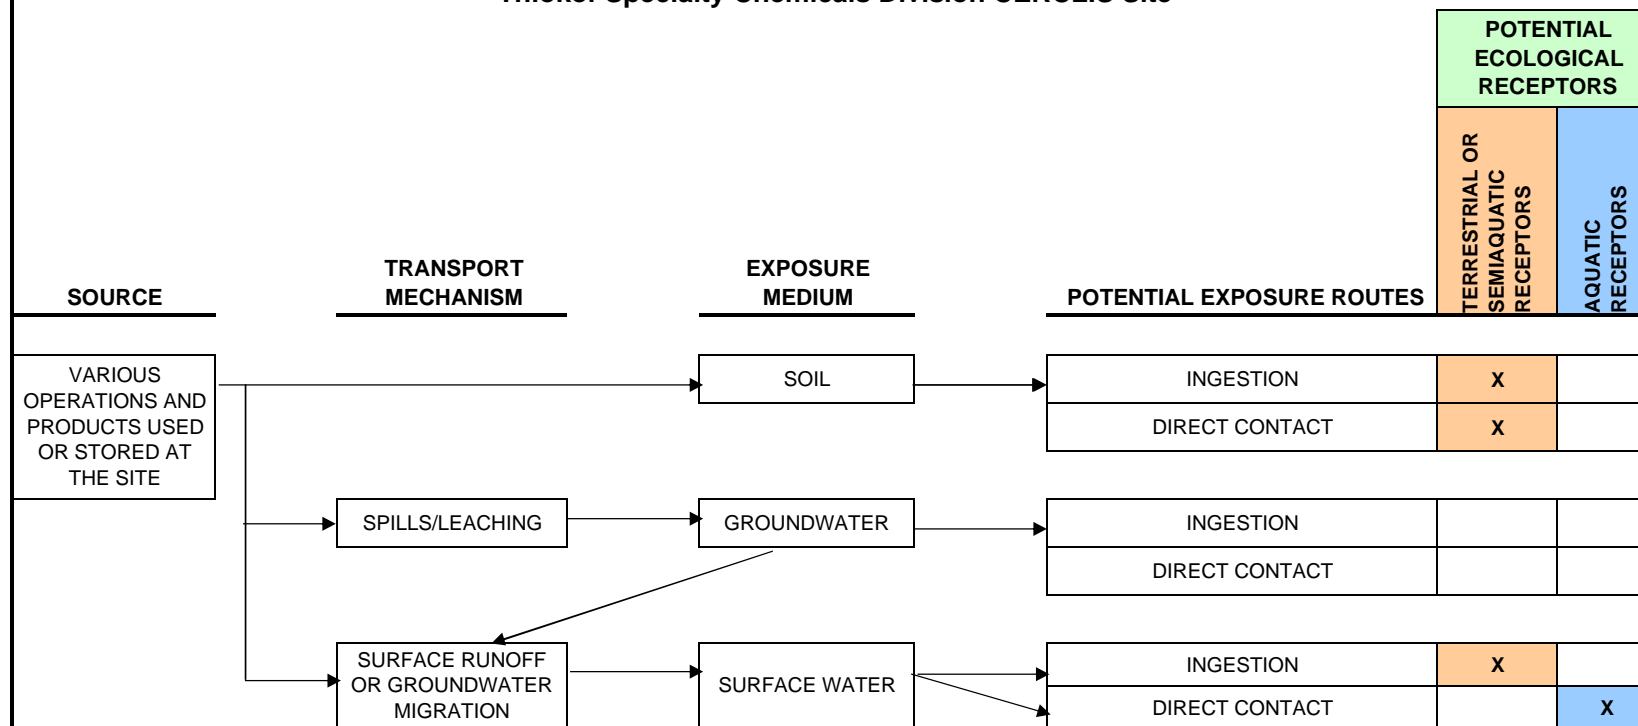 POTENTIAL
ECOLOGICAL
RECEPTORS
TERRESTRIAL OR
SEMIAQUATIC
RECEPTORS
AQUATIC
RECEPTORS
SOURCE
TRANSPORT
MECHANISM
EXPOSURE
MEDIUM
POTENTIAL EXPOSURE ROUTES
VARIOUS
OPERATIONS AND
PRODUCTS USED
OR STORED AT
THE SITE
SOIL
INGESTION
X
DIRECT CONTACT
X
SPILLS/LEACHING
GROUNDWATER
INGESTION
DIRECT CONTACT
SURFACE RUNOFF
OR GROUNDWATER
MIGRATION
SURFACE WATER
INGESTION
X
DIRECT CONTACT
X